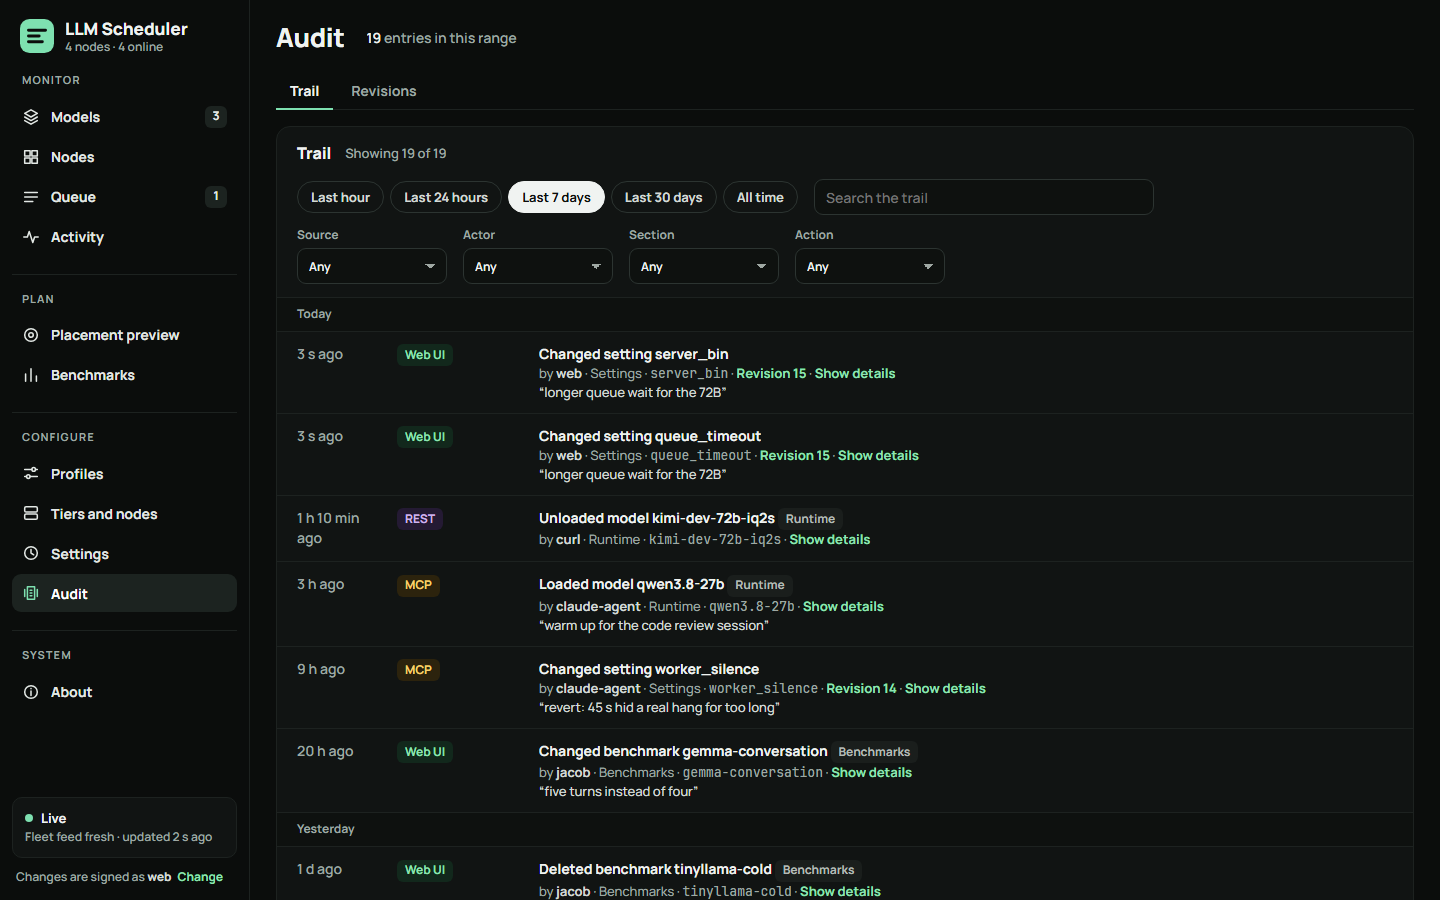 LLM Scheduler
4 nodes · 4 online
MONITOR
Models 3
Nodes
Queue 1
Activity
PLAN
Placement preview
Benchmarks
CONFIGURE
Profiles
Tiers and nodes
Settings
Audit
SYSTEM
About
Live
Fleet feed fresh · updated 2 s ago
Changes are signed as web Change
Audit 19 entries in this range
Trail Revisions
Trail Showing 19 of 19
Last hour Last 24 hours Last 7 days Last 30 days All time Search the trail
Source Actor Section Action
Any Any Any Any
Today
3 s ago Web UI Changed setting server_bin
by web · Settings · server_bin · Revision 15 · Show details
“longer queue wait for the 72B”
3 s ago Web UI Changed setting queue_timeout
by web · Settings · queue_timeout · Revision 15 · Show details
“longer queue wait for the 72B”
1 h 10 min ago REST Unloaded model kimi-dev-72b-iq2s Runtime
by curl · Runtime · kimi-dev-72b-iq2s · Show details
3 h ago MCP Loaded model qwen3.8-27b Runtime
by claude-agent · Runtime · qwen3.8-27b · Show details
“warm up for the code review session”
9 h ago MCP Changed setting worker_silence
by claude-agent · Settings · worker_silence · Revision 14 · Show details
“revert: 45 s hid a real hang for too long”
20 h ago Web UI Changed benchmark gemma-conversation Benchmarks
by jacob · Benchmarks · gemma-conversation · Show details
“five turns instead of four”
Yesterday
1 d ago Web UI Deleted benchmark tinyllama-cold Benchmarks
by jacob · Benchmarks · tinyllama-cold · Show details